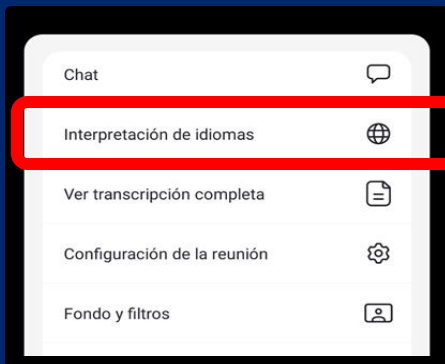 Chat
Interpretación de idiomas
Ver transcripción completa
Configuración de la reunión
Fondo y filtros